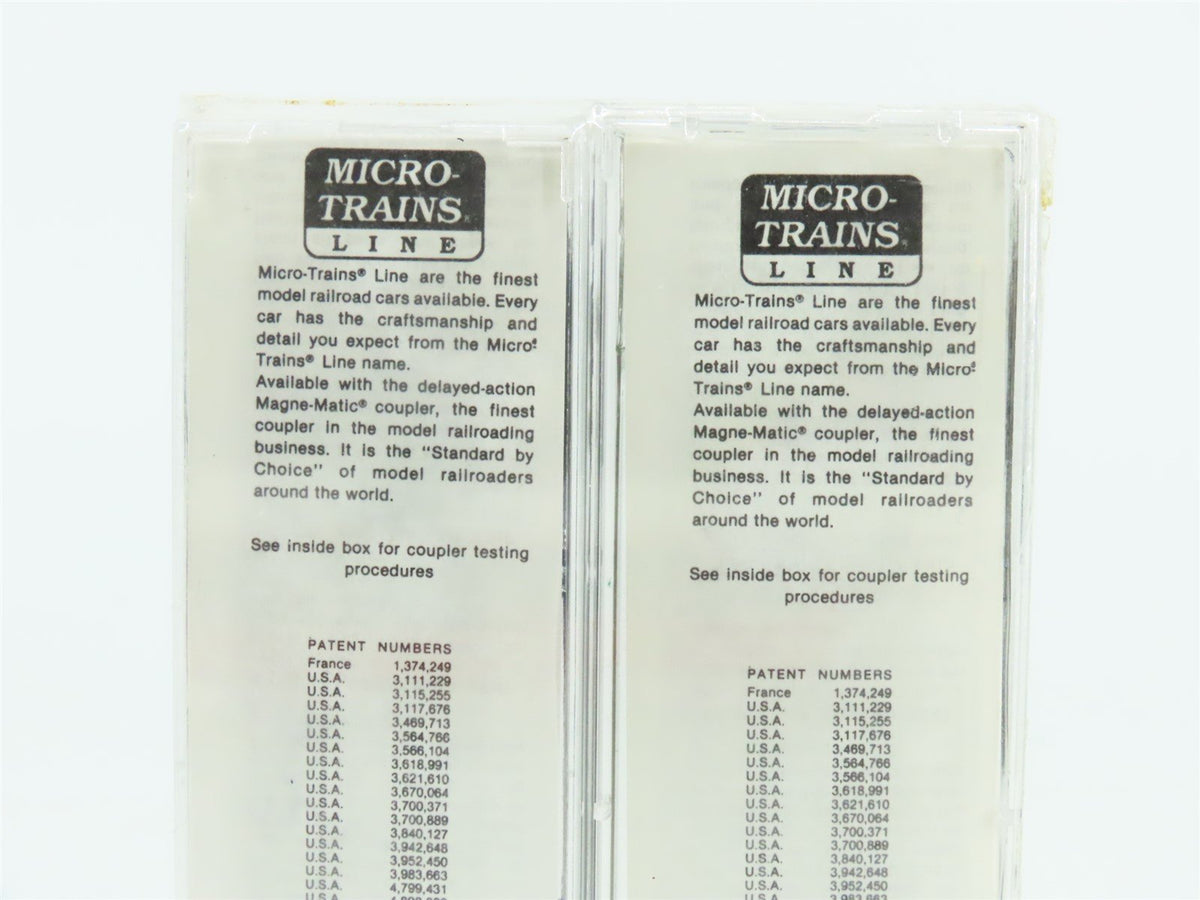 MICRO-
TRAINS®
LINE
Micro-Trains® Line are the finest
model railroad cars available. Every
car has the craftsmanship and
detail you expect from the Micro-
Trains® Line name.
Available with the delayed-action
Magne-Matic® coupler, the finest
coupler in the model railroading
business. It is the "Standard by
Choice" of model railroaders
around the world.
See inside box for coupler testing
procedures
PATENT NUMBERS
France 1,374,249
U.S.A. 3,111,229
U.S.A. 3,115,255
U.S.A. 3,117,676
U.S.A. 3,469,713
U.S.A. 3,564,766
U.S.A. 3,566,104
U.S.A. 3,618,991
U.S.A. 3,621,610
U.S.A. 3,670,064
U.S.A. 3,700,371
U.S.A. 3,700,889
U.S.A. 3,840,127
U.S.A. 3,942,648
U.S.A. 3,952,450
U.S.A. 3,983,663
U.S.A. 4,799,431
U.S.A.
MICRO-
TRAINS®
LINE
Micro-Trains® Line are the finest
model railroad cars available. Every
car has the craftsmanship and
detail you expect from the Micro-
Trains® Line name.
Available with the delayed-action
Magne-Matic® coupler, the finest
coupler in the model railroading
business. It is the "Standard by
Choice" of model railroaders
around the world.
See inside box for coupler testing
procedures
PATENT NUMBERS
France 1,374,249
U.S.A. 3,111,229
U.S.A. 3,115,255
U.S.A. 3,117,676
U.S.A. 3,469,713
U.S.A. 3,564,766
U.S.A. 3,566,104
U.S.A. 3,618,991
U.S.A. 3,621,610
U.S.A. 3,670,064
U.S.A. 3,700,371
U.S.A. 3,700,889
U.S.A. 3,840,127
U.S.A. 3,942,648
U.S.A. 3,952,450
U.S.A. 3,983,663